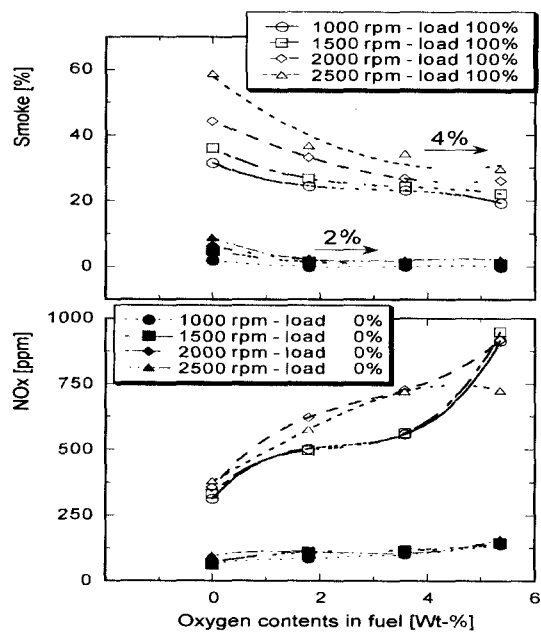 1000 rpm - load 100%
1500 rpm - load 100%
2000 rpm - load 100%
2500 rpm - load 100%
Smoke [%]
60
40
20
0
4%
2%
1000 rpm - load 0%
1500 rpm - load 0%
2000 rpm - load 0%
2500 rpm - load 0%
NOx [ppm]
1000
750
500
250
0
0 2 4 6
Oxygen contents in fuel [Wt-%]